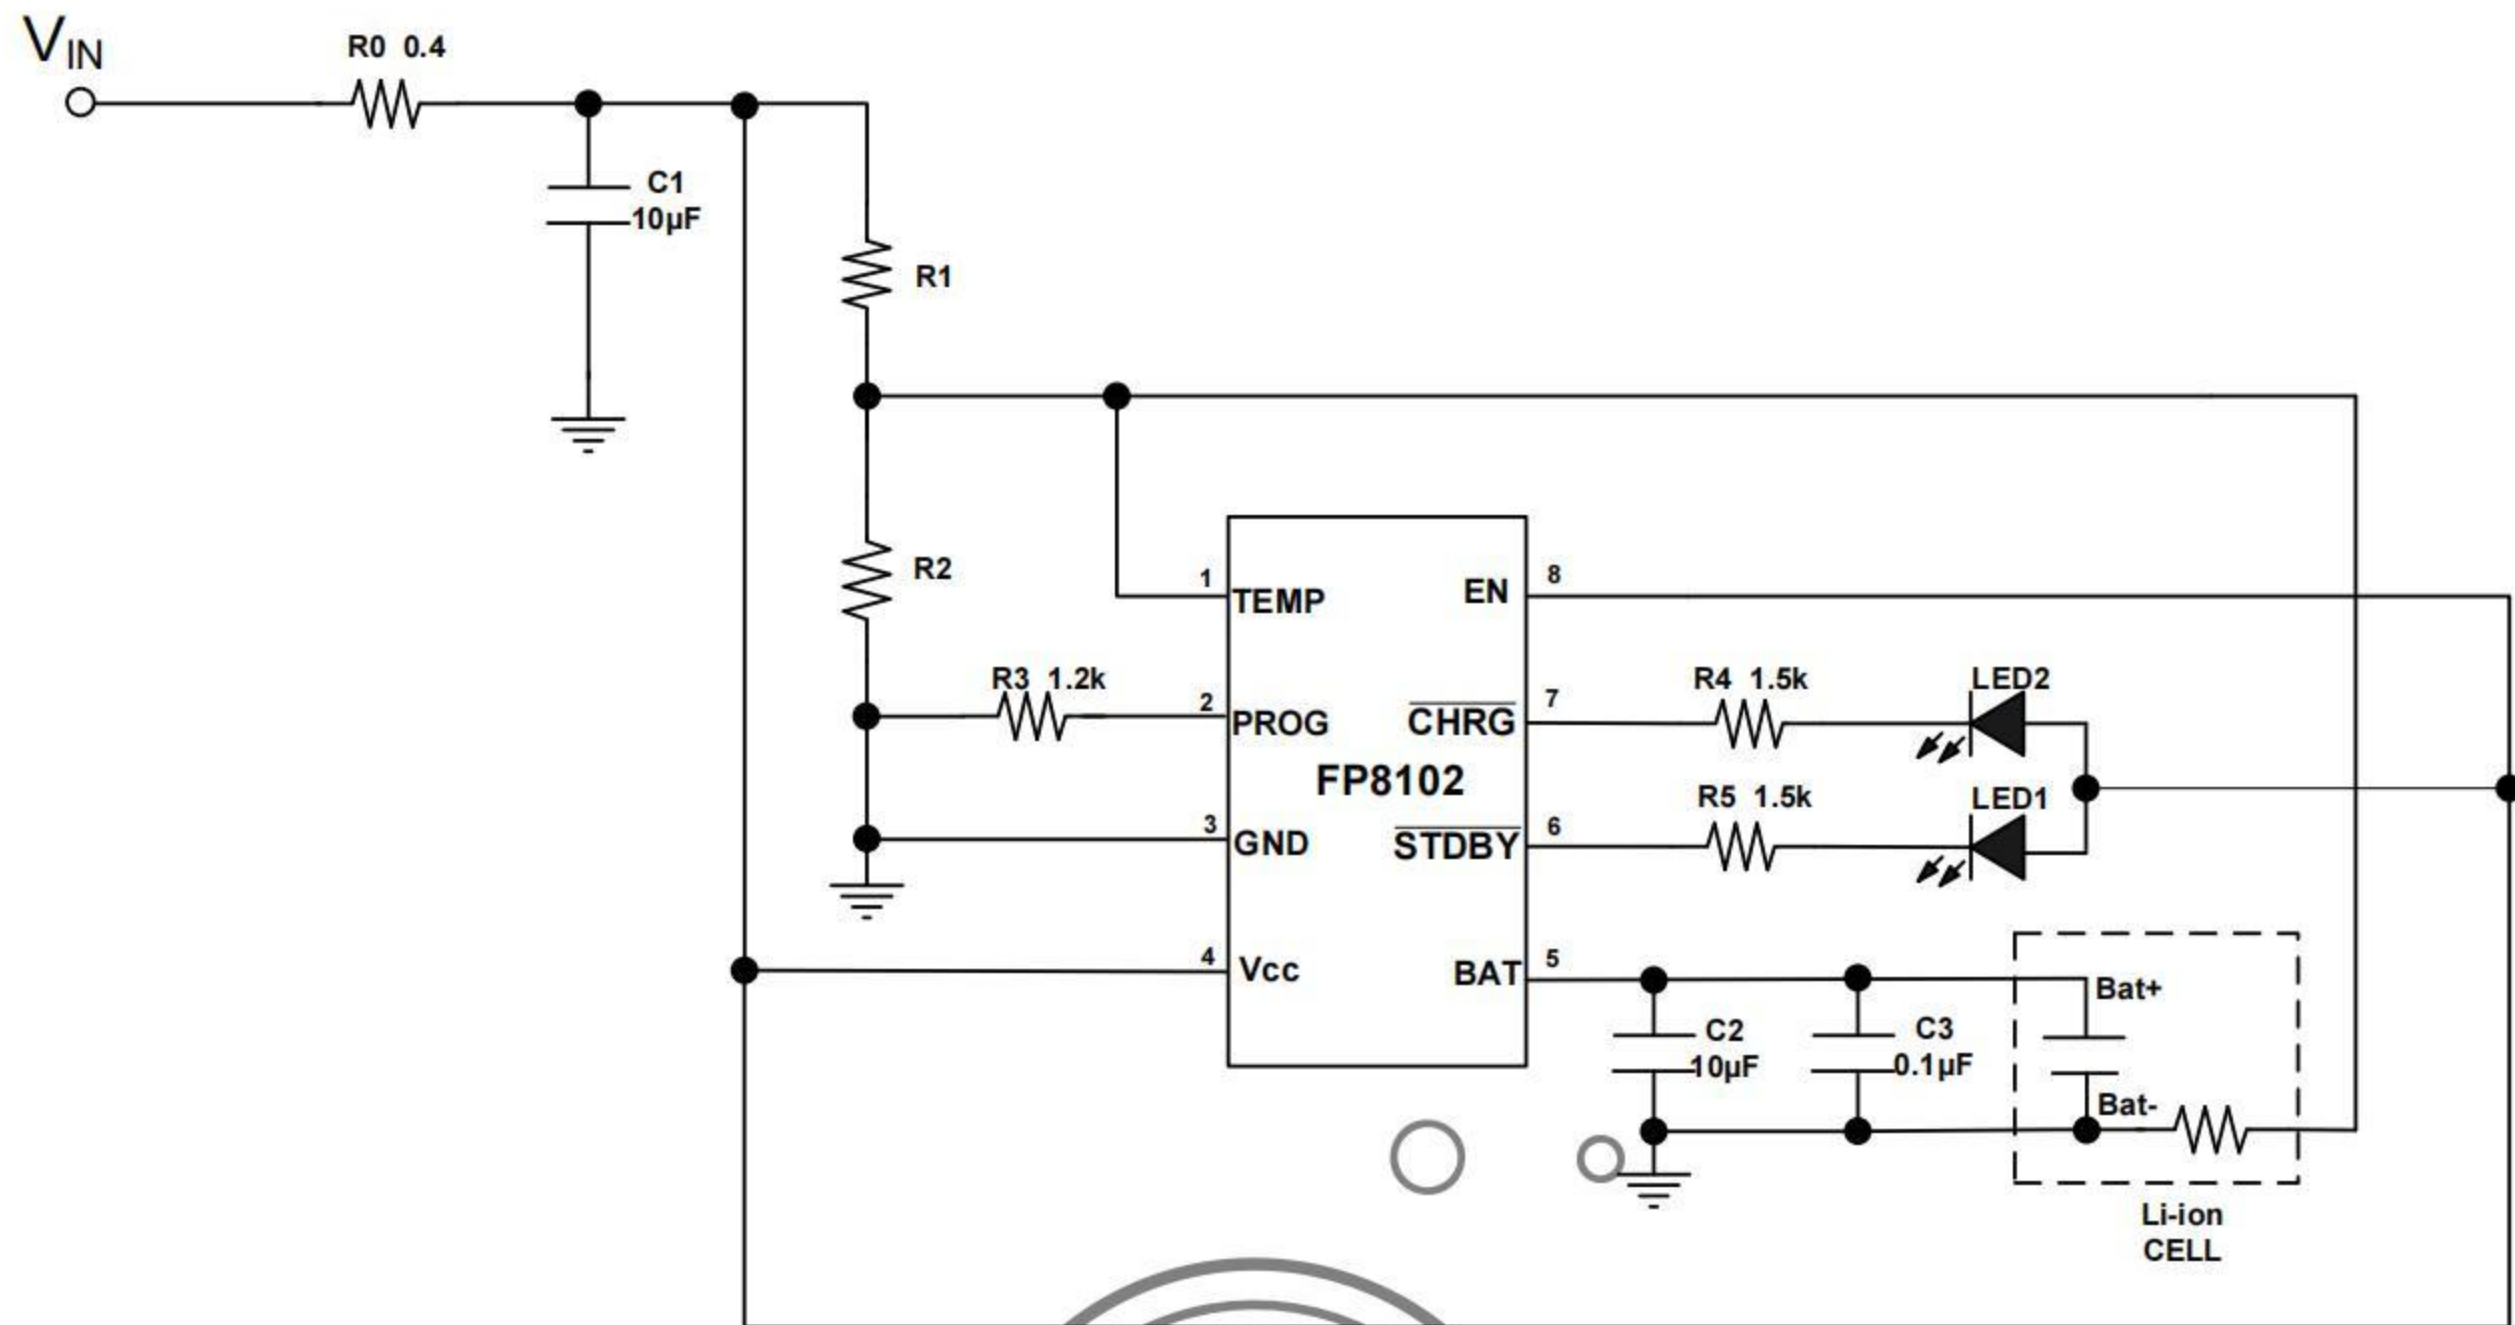 VIN
R0 0.4
C1
10µF
R1
R2
R3 1.2k
1
TEMP
2
PROG
3
GND
4
Vcc
FP8102
EN
8
CHRG
7
STDBY
6
BAT
5
R4 1.5k
LED2
R5 1.5k
LED1
C2
10µF
C3
0.1µF
Bat+
Bat-
Li-ion
CELL